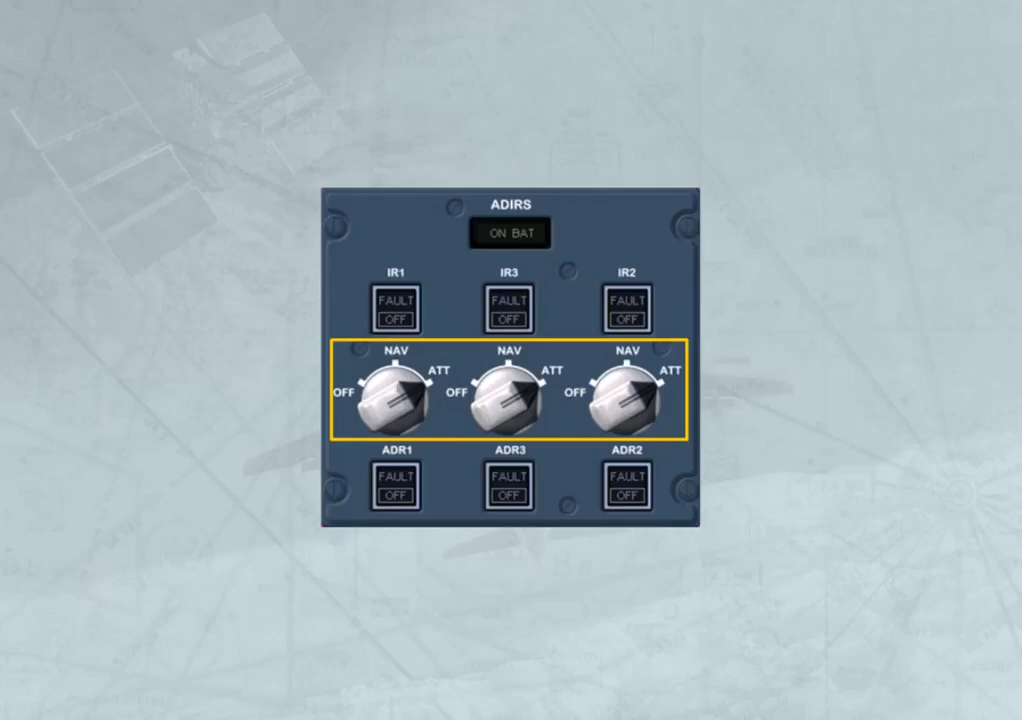 ADIRS
ON BAT
IR1 IR3 IR2
FAULT FAULT FAULT
OFF OFF OFF
NAV NAV NAV
ATT ATT ATT
OFF OFF OFF
ADR1 ADR3 ADR2
FAULT FAULT FAULT
OFF OFF OFF